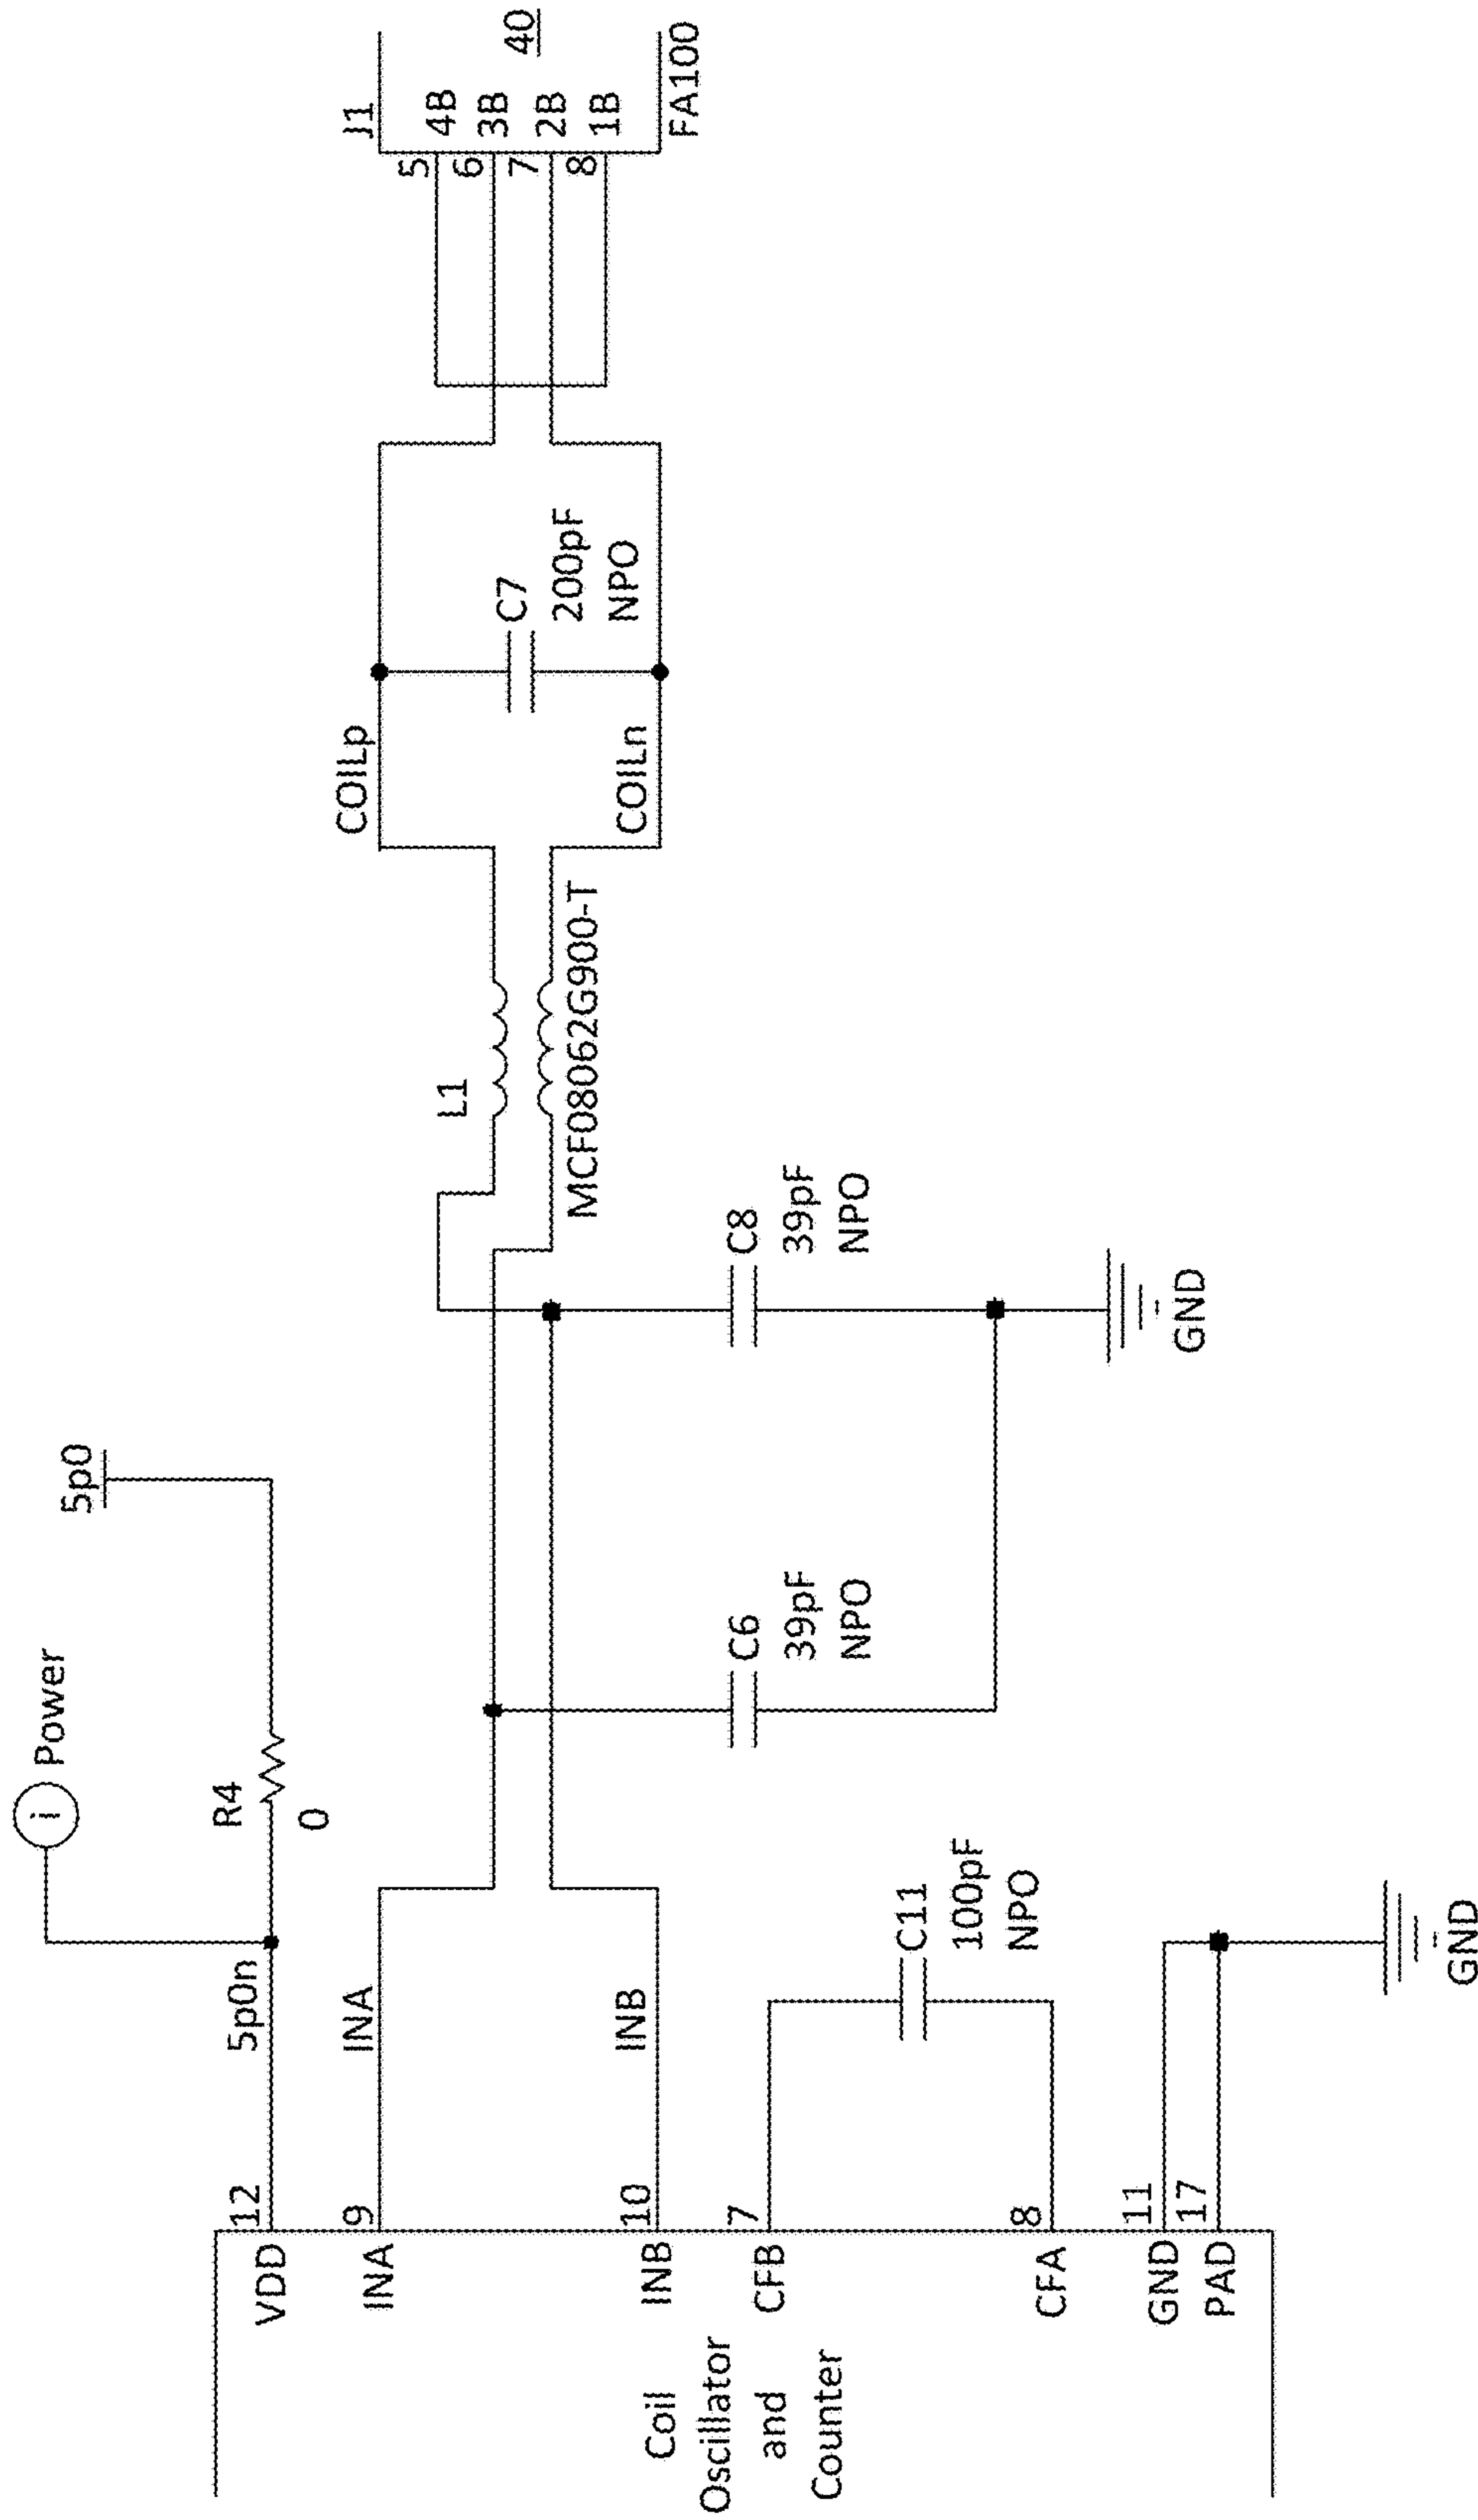 Power
5p0
R4
0
5p0n
12
VDD
INA
9
INA
L1
COILp
J1
5
4B
6
3B
7
2B
8
1B
40
FA100
C7
200pF
NPO
MCF08062G900-T
COILn
INB
10
INB
Coil
Oscillator
and
Counter
C6
39pF
NPO
C8
39pF
NPO
7
CFB
C11
100pF
NPO
8
CFA
11
GND
17
PAD
GND
GND